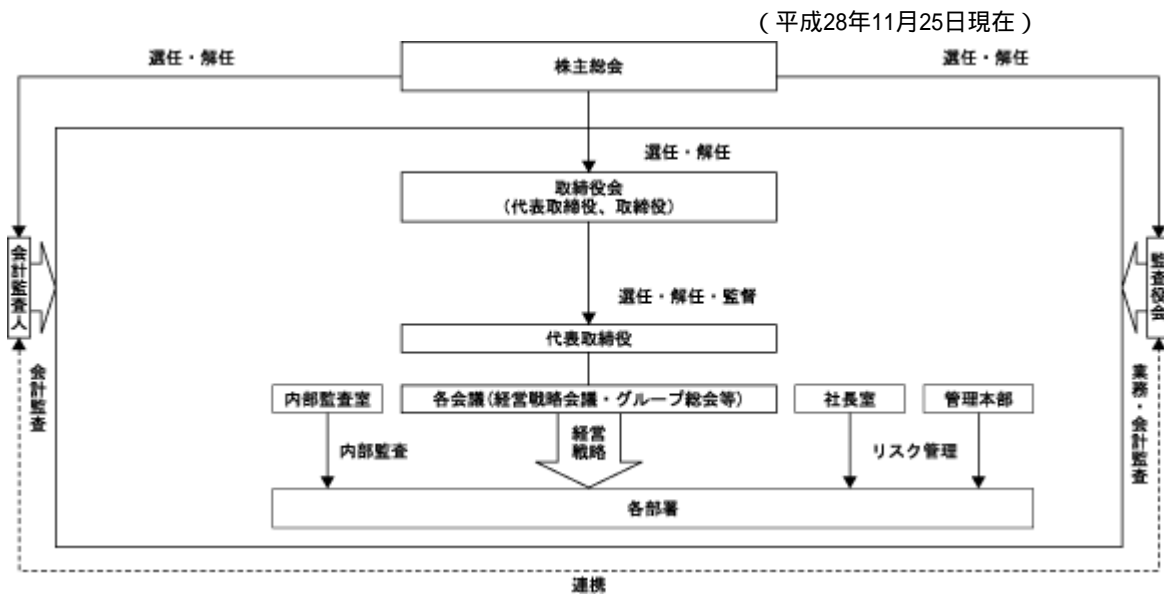 （平成28年11月25日現在）
選任・解任
株主総会
選任・解任
選任・解任
取締役会
（代表取締役、取締役）
会計監査人
監査役会
選任・解任・監督
代表取締役
会計監査
業務・会計監査
内部監査室
各会議(経営戦略会議・グループ総会等)
社長室
管理本部
内部監査
経営
戦略
リスク管理
各部署
連携